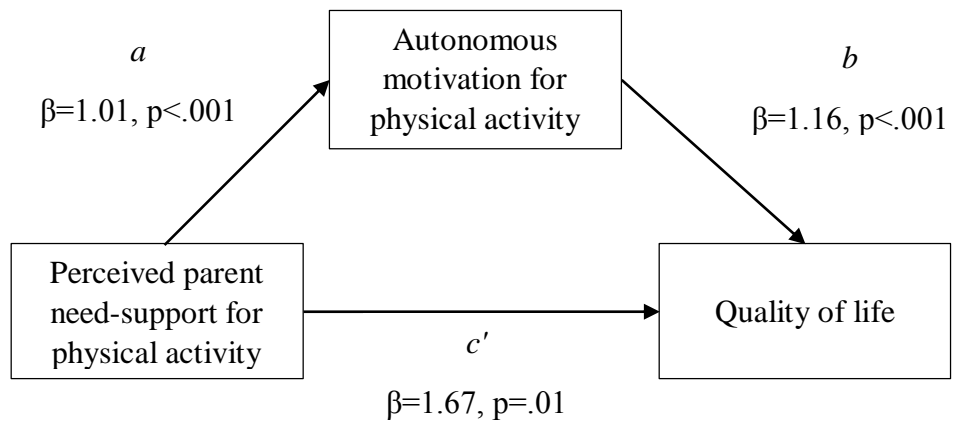 a
β=1.01, p<.001
Autonomous
motivation for
physical activity
b
β=1.16, p<.001
Perceived parent
need-support for
physical activity
c'
β=1.67, p=.01
Quality of life